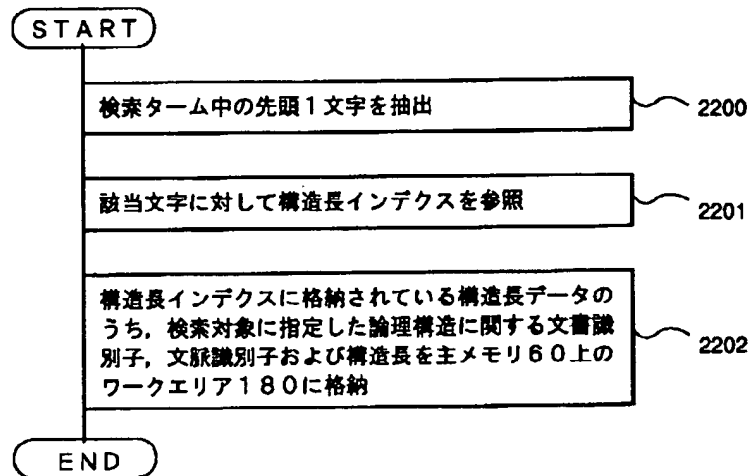 START
検索ターム中の先頭1文字を抽出
2200
該当文字に対して構造長インデクスを参照
2201
構造長インデクスに格納されている構造長データの
うち，検索対象に指定した論理構造に関する文書識
別子，文脈識別子および構造長を主メモリ60上の
ワークエリア180に格納
2202
END